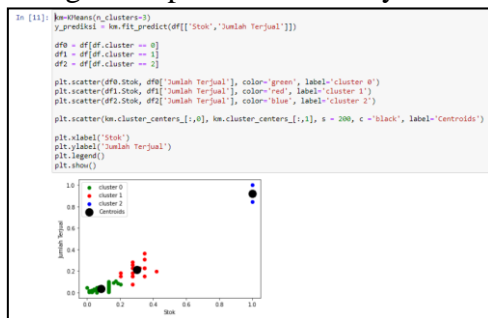 In [11]: km=KMeans(n_clusters=3)
y_prediksi = km.fit_predict(df[['Stok','Jumlah Terjual']])
df0 = df[df.cluster == 0]
df1 = df[df.cluster == 1]
df2 = df[df.cluster == 2]
plt.scatter(df0.Stok, df0['Jumlah Terjual'], color='green', label='cluster 0')
plt.scatter(df1.Stok, df1['Jumlah Terjual'], color='red', label='cluster 1')
plt.scatter(df2.Stok, df2['Jumlah Terjual'], color='blue', label='cluster 2')
plt.scatter(km.cluster_centers_[:,0], km.cluster_centers_[:,1], s = 200, c ='black', label='Centroids')
plt.xlabel('Stok')
plt.ylabel('Jumlah Terjual')
plt.legend()
plt.show()
cluster 0
cluster 1
cluster 2
Centroids
Jumlah Terjual
1.0
0.8
0.6
0.4
0.2
0.0
0.0 0.2 0.4 0.6 0.8 1.0
Stok